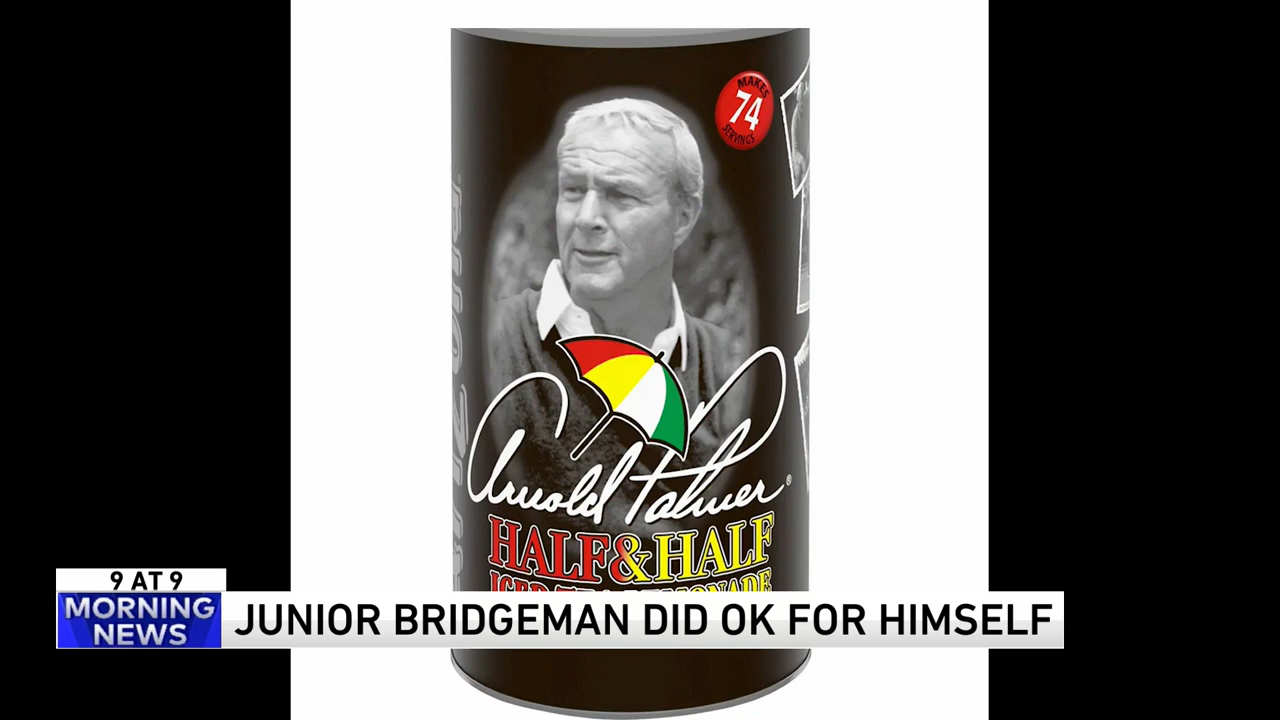 MAKES
74
SERVINGS
Arnold Palmer®
HALF&HALF
9 AT 9
MORNING
NEWS
JUNIOR BRIDGEMAN DID OK FOR HIMSELF